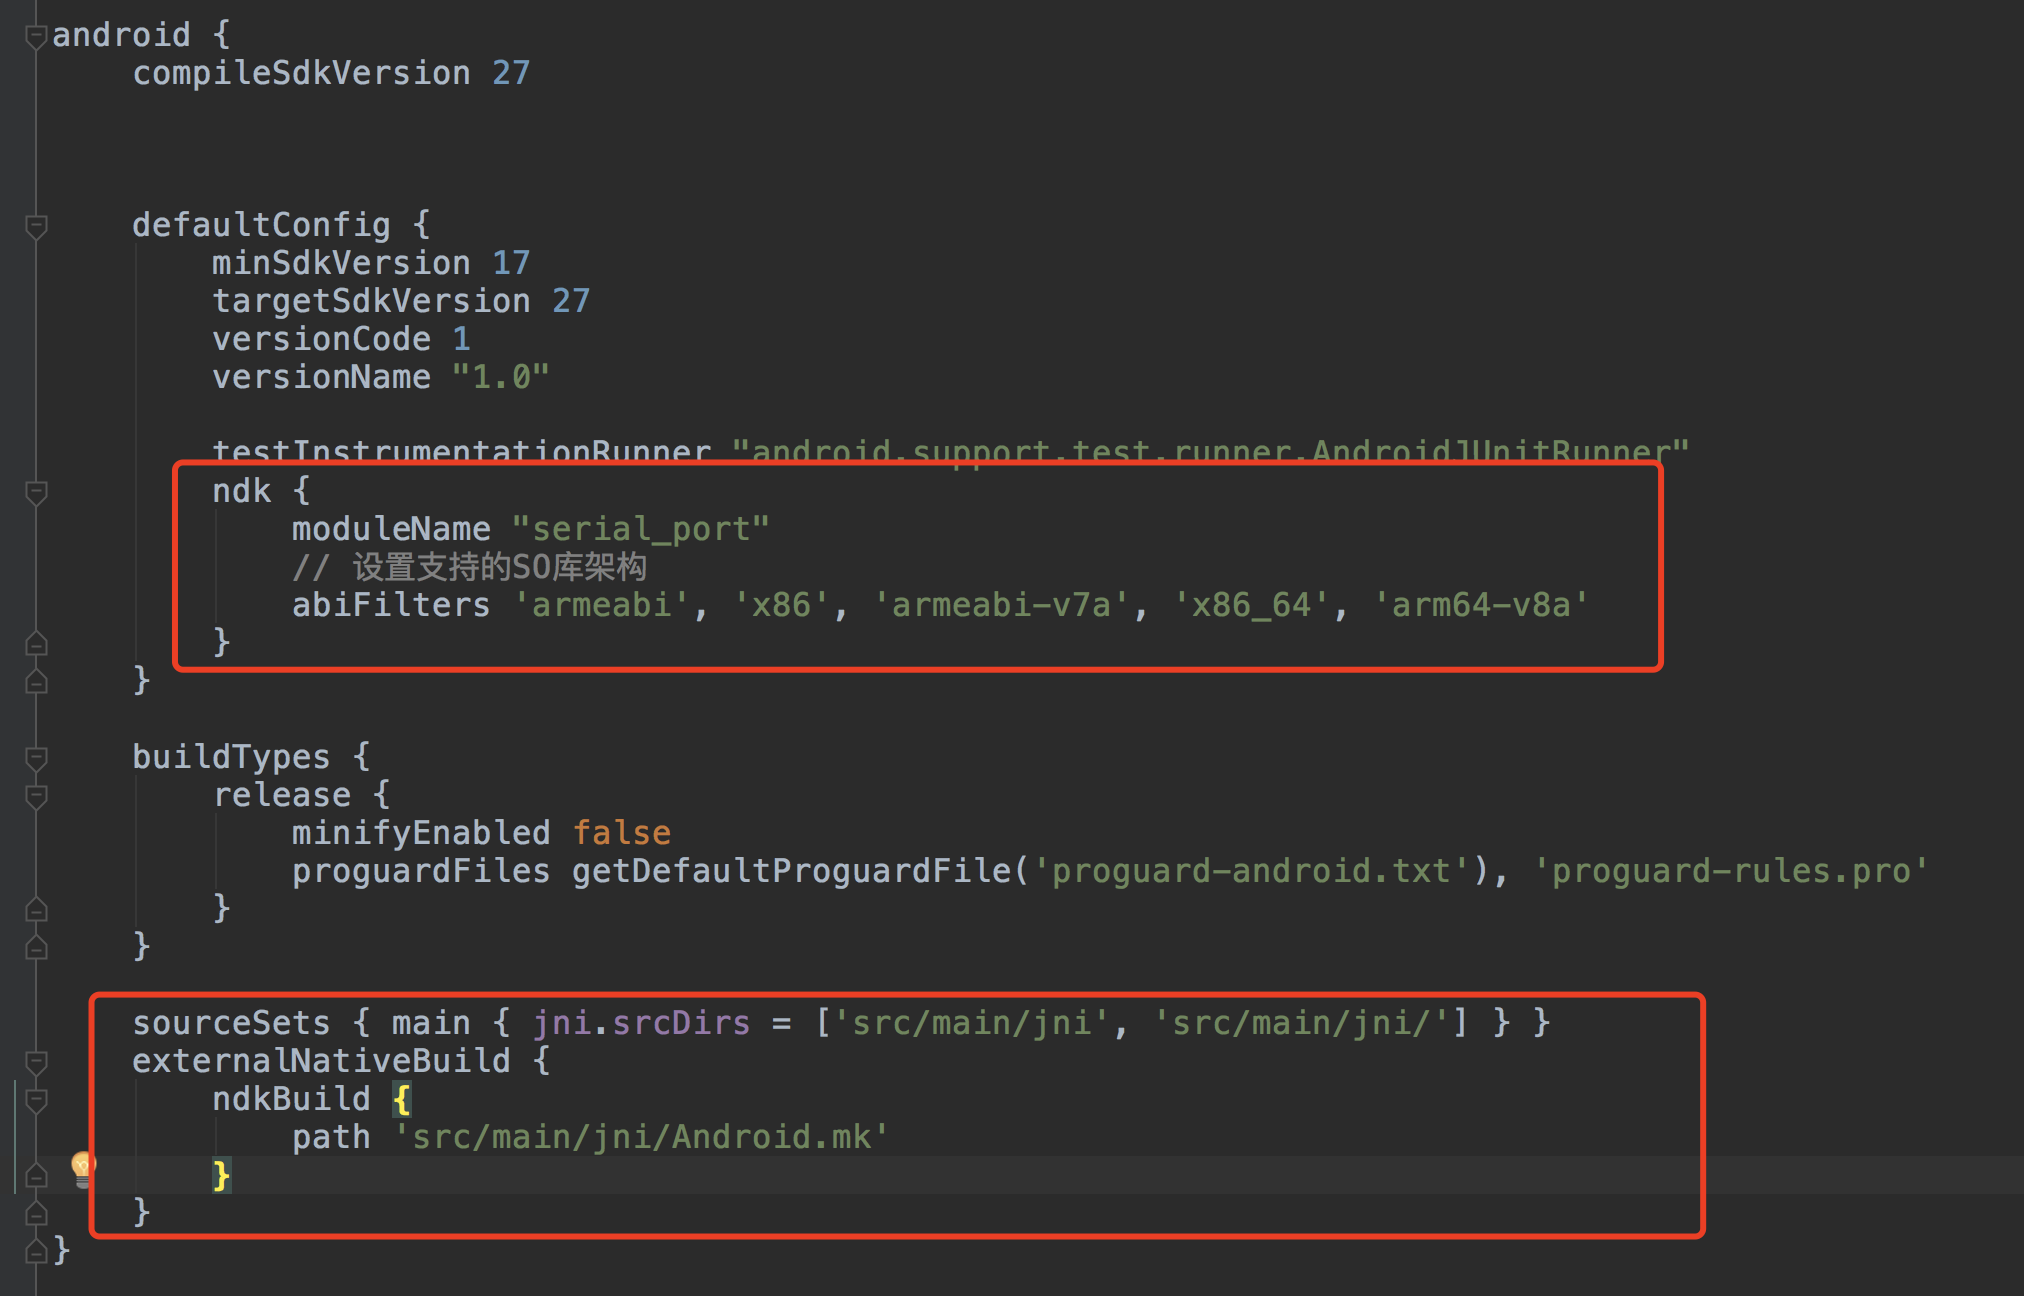 android {
compileSdkVersion 27
defaultConfig {
minSdkVersion 17
targetSdkVersion 27
versionCode 1
versionName "1.0"
testInstrumentationRunner "android.support.test.runner.AndroidJUnitRunner"
ndk {
moduleName "serial_port"
// 设置支持的SO库架构
abiFilters 'armeabi', 'x86', 'armeabi-v7a', 'x86_64', 'arm64-v8a'
}
}
buildTypes {
release {
minifyEnabled false
proguardFiles getDefaultProguardFile('proguard-android.txt'), 'proguard-rules.pro'
}
}
sourceSets { main { jni.srcDirs = ['src/main/jni', 'src/main/jni/'] } }
externalNativeBuild {
ndkBuild {
path 'src/main/jni/Android.mk'
}
}
}